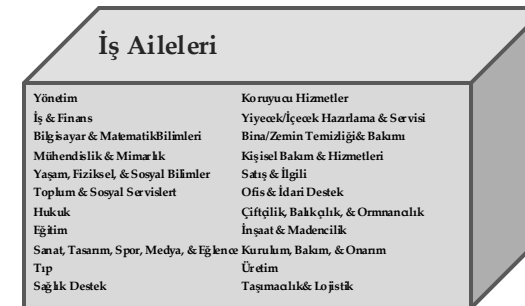 İş Aileleri
Yönetim
İş & Finans
Bilgisayar & MatematikBilimleri
Mühendislik & Mimarlık
Yaşam, Fiziksel, & Sosyal Bilimler
Toplum & Sosyal Servislert
Hukuk
Eğitim
Sanat, Tasarım, Spor, Medya, & Eğlence
Tıp
Sağlık Destek
Koruyucu Hizmetler
Yiyecek/İçecek Hazırlama & Servisi
Bina/Zemin Temizliği& Bakımı
Kişisel Bakım & Hizmetleri
Satış & İlgili
Ofis & İdari Destek
Çiftçilik, Balıkçılık, & Ormnancılık
İnşaat & Madencilik
Kurulum, Bakım, & Onarım
Üretim
Taşımacılık& Lojistik